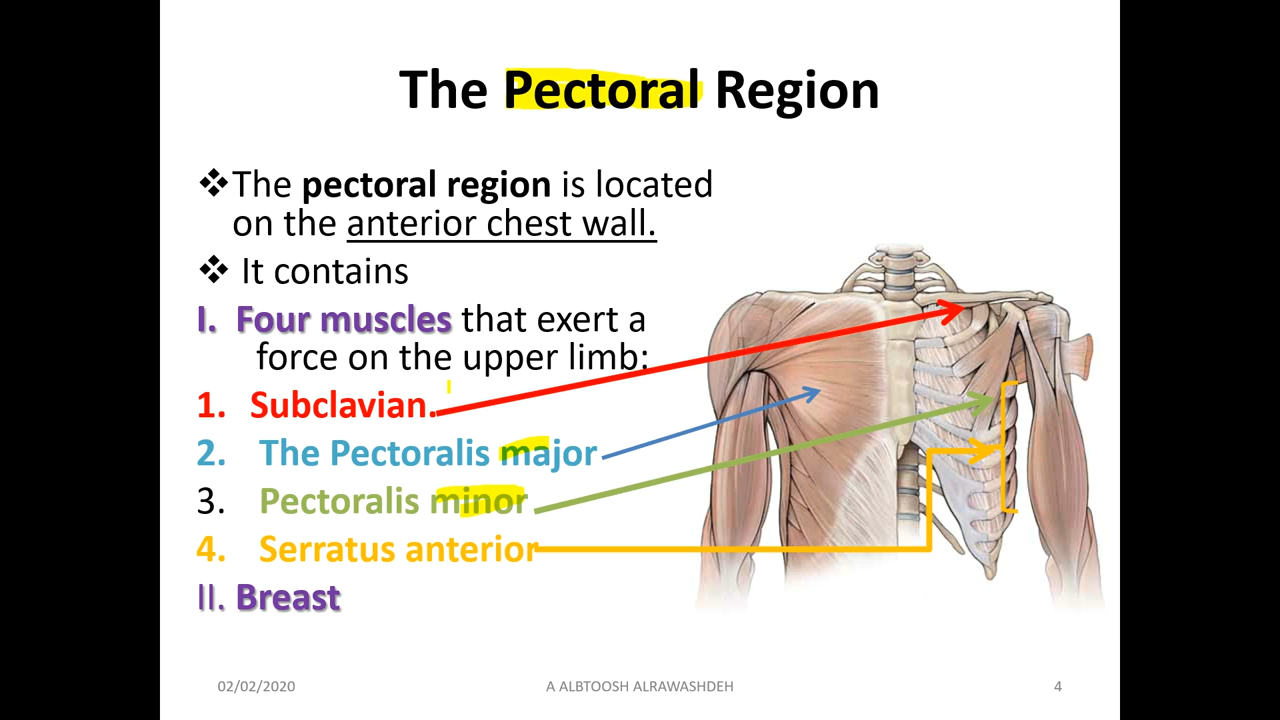 The Pectoral Region
❖The pectoral region is located
on the anterior chest wall.
❖ It contains
I. Four muscles that exert a
force on the upper limb:
1. Subclavian.
2. The Pectoralis major
3. Pectoralis minor
4. Serratus anterior
II. Breast
02/02/2020
A ALBTOOSH ALRAWASHDEH
4